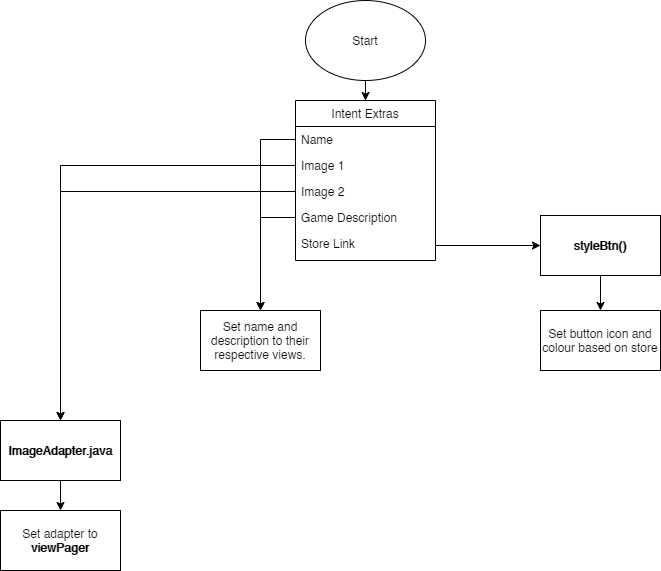 Start
Intent Extras
Name
Image 1
Image 2
Game Description
Store Link
styleBtn()
Set name and
description to their
respective views.
Set button icon and
colour based on store
ImageAdapter.java
Set adapter to
viewPager